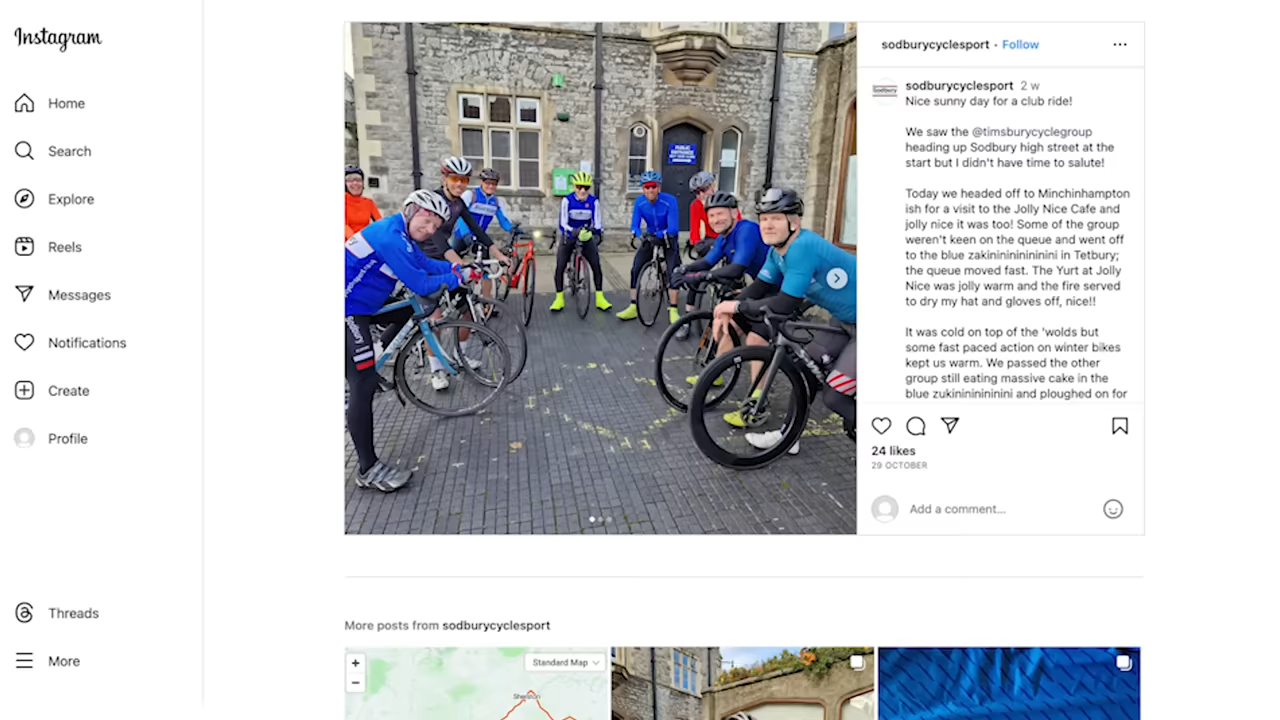 Instagram
Home
Search
Explore
Reels
Messages
Notifications
Create
Profile
Threads
More
PUBLIC
ENTRANCE
Sodbury
sodburycyclesport • Follow
sodburycyclesport 2 w
Nice sunny day for a club ride!
We saw the @timsburycyclegroup
heading up Sodbury high street at the
start but I didn't have time to salute!
Today we headed off to Minchinhampton
ish for a visit to the Jolly Nice Cafe and
jolly nice it was too! Some of the group
weren't keen on the queue and went off
to the blue zakinininininini in Tetbury;
the queue moved fast. The Yurt at Jolly
Nice was jolly warm and the fire served
to dry my hat and gloves off, nice!!
It was cold on top of the 'wolds but
some fast paced action on winter bikes
kept us warm. We passed the other
group still eating massive cake in the
blue zukininininininini and ploughed on for
24 likes
29 OCTOBER
Add a comment...
More posts from sodburycyclesport
+
−
Standard Map
Sherston